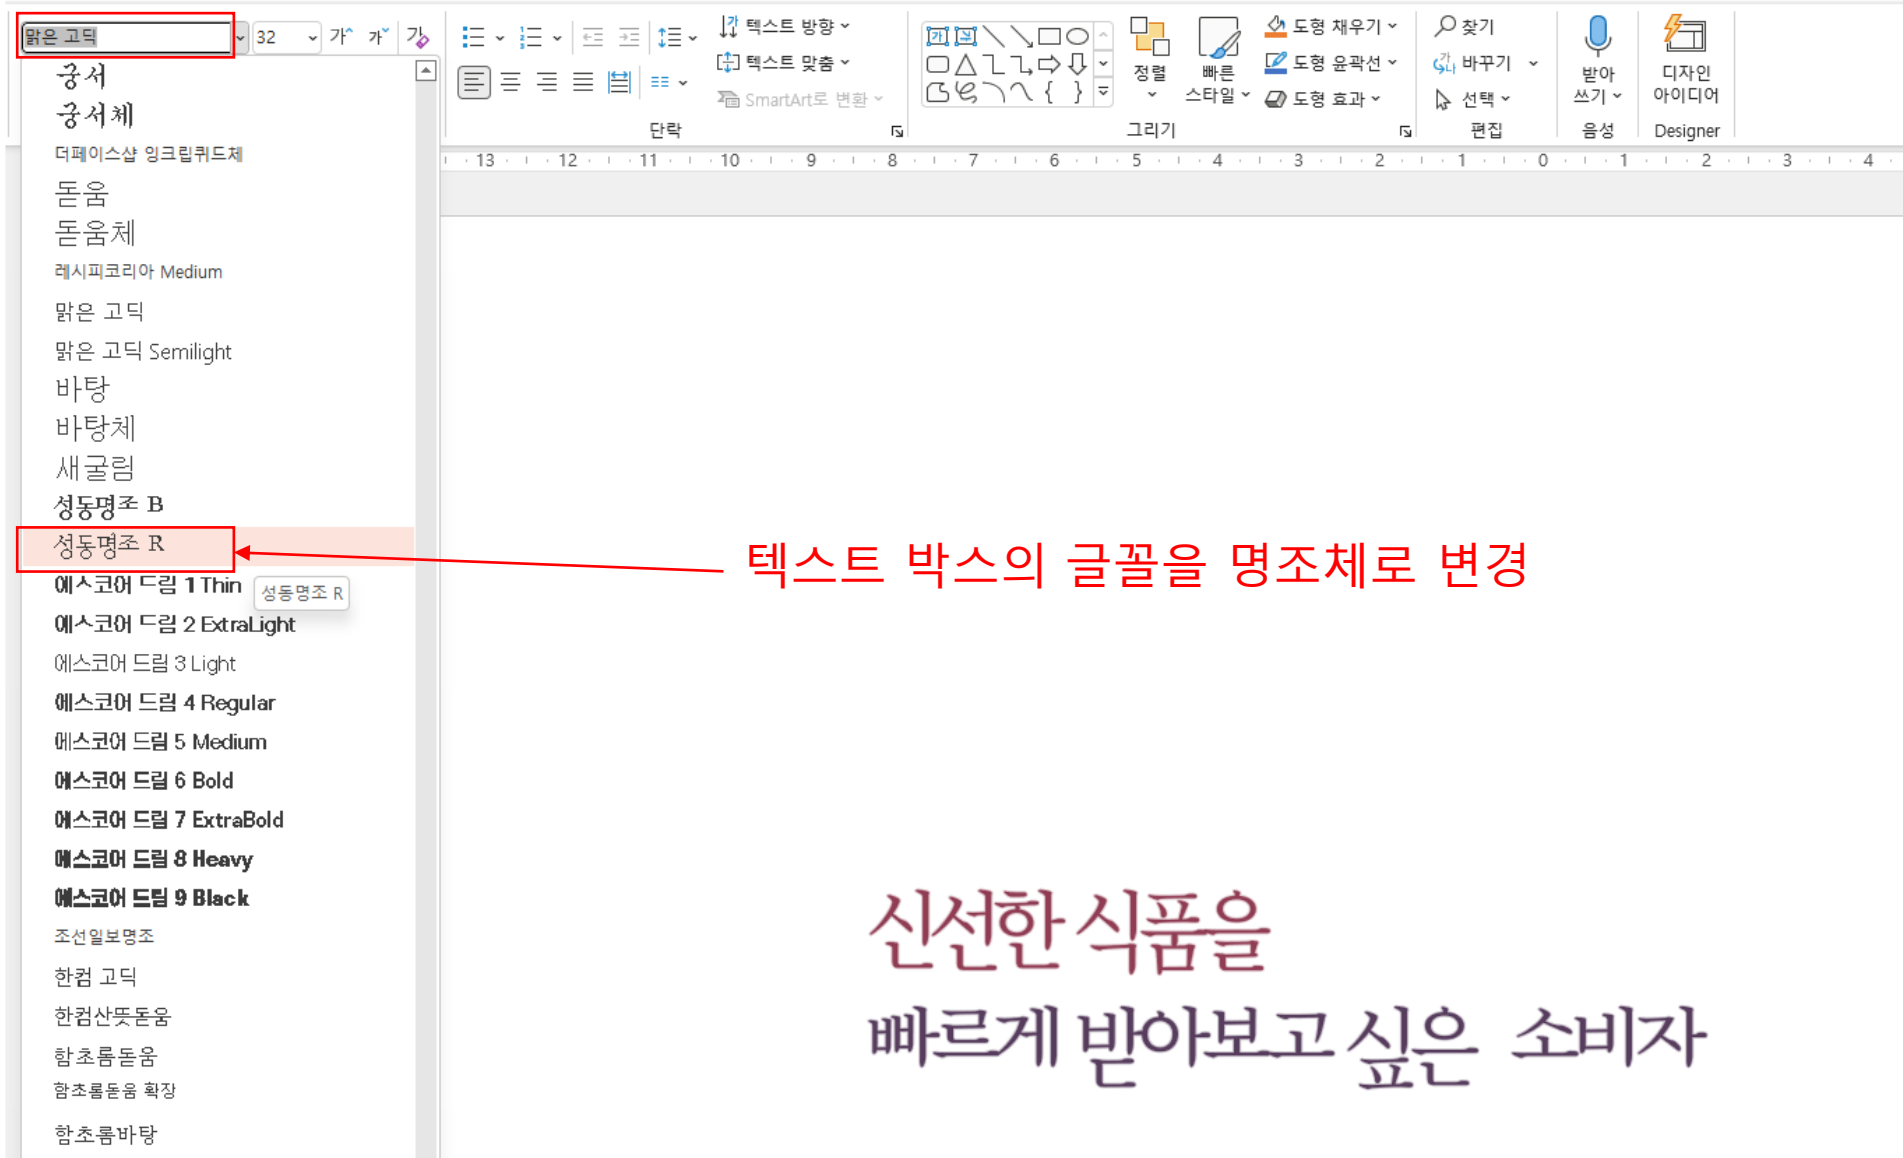 맑은 고딕 32 가 가 가
텍스트 방향
텍스트 맞춤
SmartArt로 변환
단락
정렬
빠른 스타일
도형 채우기
도형 윤곽선
도형 효과
그리기
찾기
바꾸기
선택
편집
받아쓰기
음성
디자인 아이디어
Designer
13 12 11 10 9 8 7 6 5 4 3 2 1 0 1 2 3 4
궁서
궁서체
더페이스샵 잉크립퀴드체
돋움
돋움체
레시피코리아 Medium
맑은 고딕
맑은 고딕 Semilight
바탕
바탕체
새굴림
성동명조 B
성동명조 R
텍스트 박스의 글꼴을 명조체로 변경
에스코어 드림 1 Thin
성동명조 R
에스코어 드림 2 ExtraLight
에스코어 드림 3 Light
에스코어 드림 4 Regular
에스코어 드림 5 Medium
에스코어 드림 6 Bold
에스코어 드림 7 ExtraBold
에스코어 드림 8 Heavy
에스코어 드림 9 Black
조선일보명조
한컴 고딕
한컴산뜻돋움
함초롬돋움
함초롬돋움 확장
함초롬바탕
신선한 식품을
빠르게 받아보고 싶은 소비자